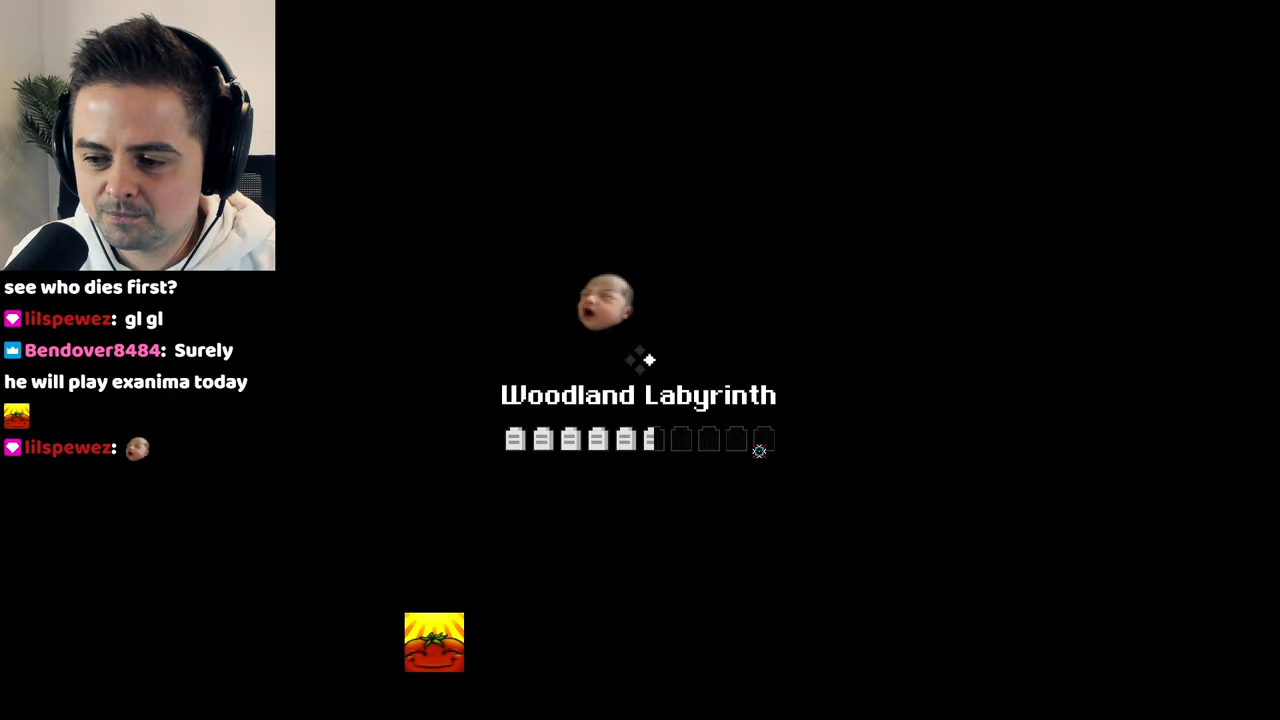 see who dies first?
lilspewez: gl gl
Bendover8484: Surely
he will play exanima today
lilspewez:
Woodland Labyrinth